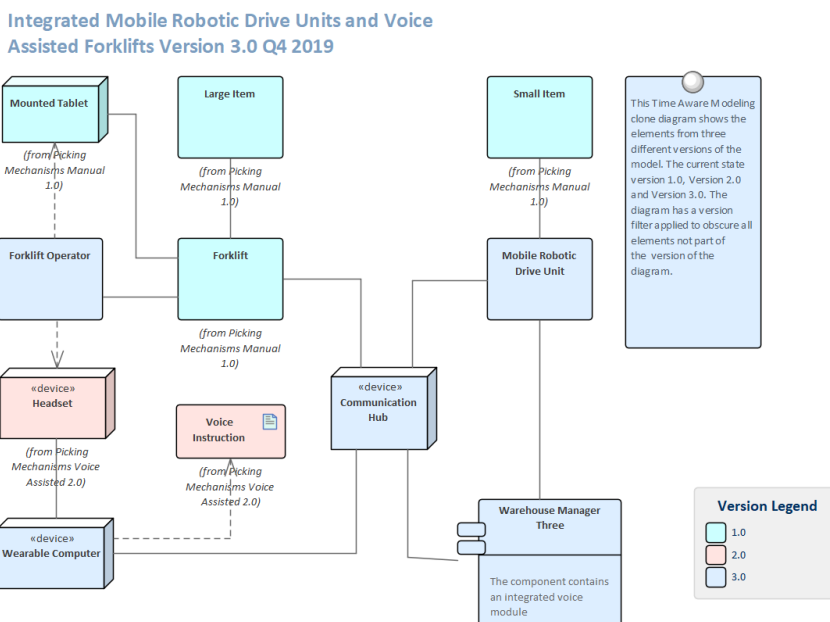 Integrated Mobile Robotic Drive Units and Voice
Assisted Forklifts Version 3.0 Q4 2019
Mounted Tablet
(from Picking
Mechanisms Manual
1.0)
Large Item
(from Picking
Mechanisms Manual
1.0)
Small Item
(from Picking
Mechanisms Manual
1.0)
This Time Aware Modeling
clone diagram shows the
elements from three
different versions of the
model. The current state
version 1.0, Version 2.0
and Version 3.0. The
diagram has a version
filter applied to obscure all
elements not part of
the version of the
diagram.
Forklift Operator
Forklift
(from Picking
Mechanisms Manual
1.0)
Mobile Robotic
Drive Unit
«device»
Headset
(from Picking
Mechanisms Voice
Assisted 2.0)
Voice
Instruction
(from Picking
Mechanisms Voice
Assisted 2.0)
«device»
Communication
Hub
«device»
Wearable Computer
Warehouse Manager
Three
The component contains
an integrated voice
module
Version Legend
1.0
2.0
3.0